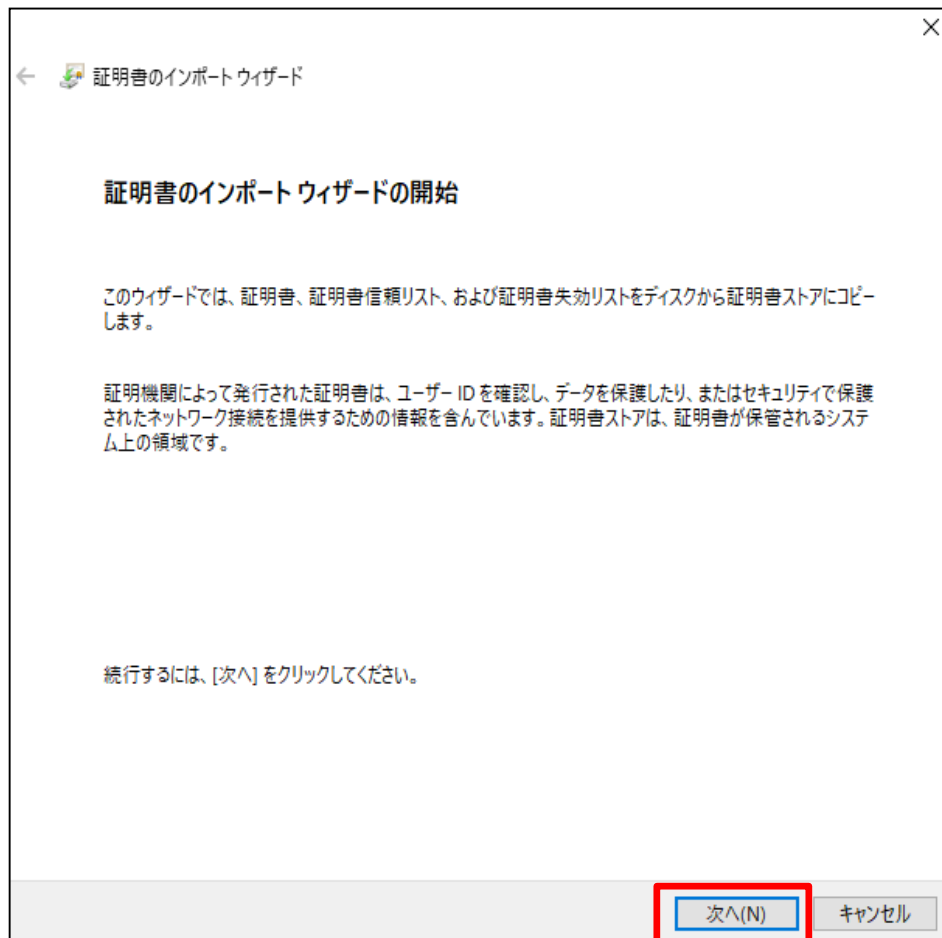 証明書のインポート ウィザード
証明書のインポート ウィザードの開始
このウィザードでは、証明書、証明書信頼リスト、および証明書失効リストをディスクから証明書ストアにコピー
します。
証明機関によって発行された証明書は、ユーザー ID を確認し、データを保護したり、またはセキュリティで保護
されたネットワーク接続を提供するための情報を含んでいます。証明書ストアは、証明書が保管されるシステ
ム上の領域です。
続行するには、[次へ] をクリックしてください。
次へ(N)
キャンセル